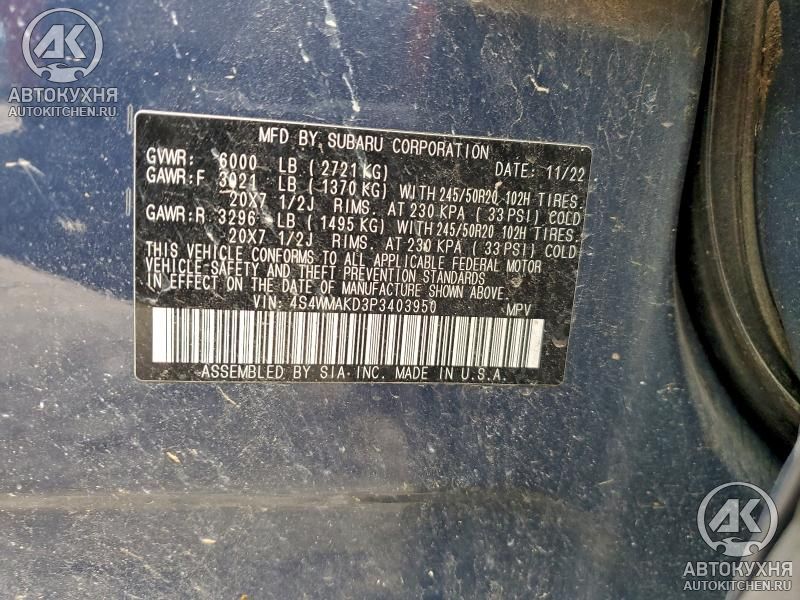 АК
АВТОКУХНЯ
AUTOKITCHEN.RU
MFD BY SUBARU CORPORATION
GVWR: 6000 LB (2721 KG) DATE: 11/22
GAWR:F 3021 LB (1370 KG) WITH 245/50R20 102H TIRES.
20X7 1/2J RIMS. AT 230 KPA (33 PSI) COLD
GAWR:R 3296 LB (1495 KG) WITH 245/50R20 102H TIRES.
20X7 1/2J RIMS. AT 230 KPA (33 PSI) COLD
THIS VEHICLE CONFORMS TO ALL APPLICABLE FEDERAL MOTOR
VEHICLE SAFETY AND THEFT PREVENTION STANDARDS
IN EFFECT ON THE DATE OF MANUFACTURE SHOWN ABOVE.
VIN: 4S4WMAKD3P3403950 MPV
ASSEMBLED BY SIA·INC. MADE IN U.S.A.
АК
АВТОКУХНЯ
AUTOKITCHEN.RU